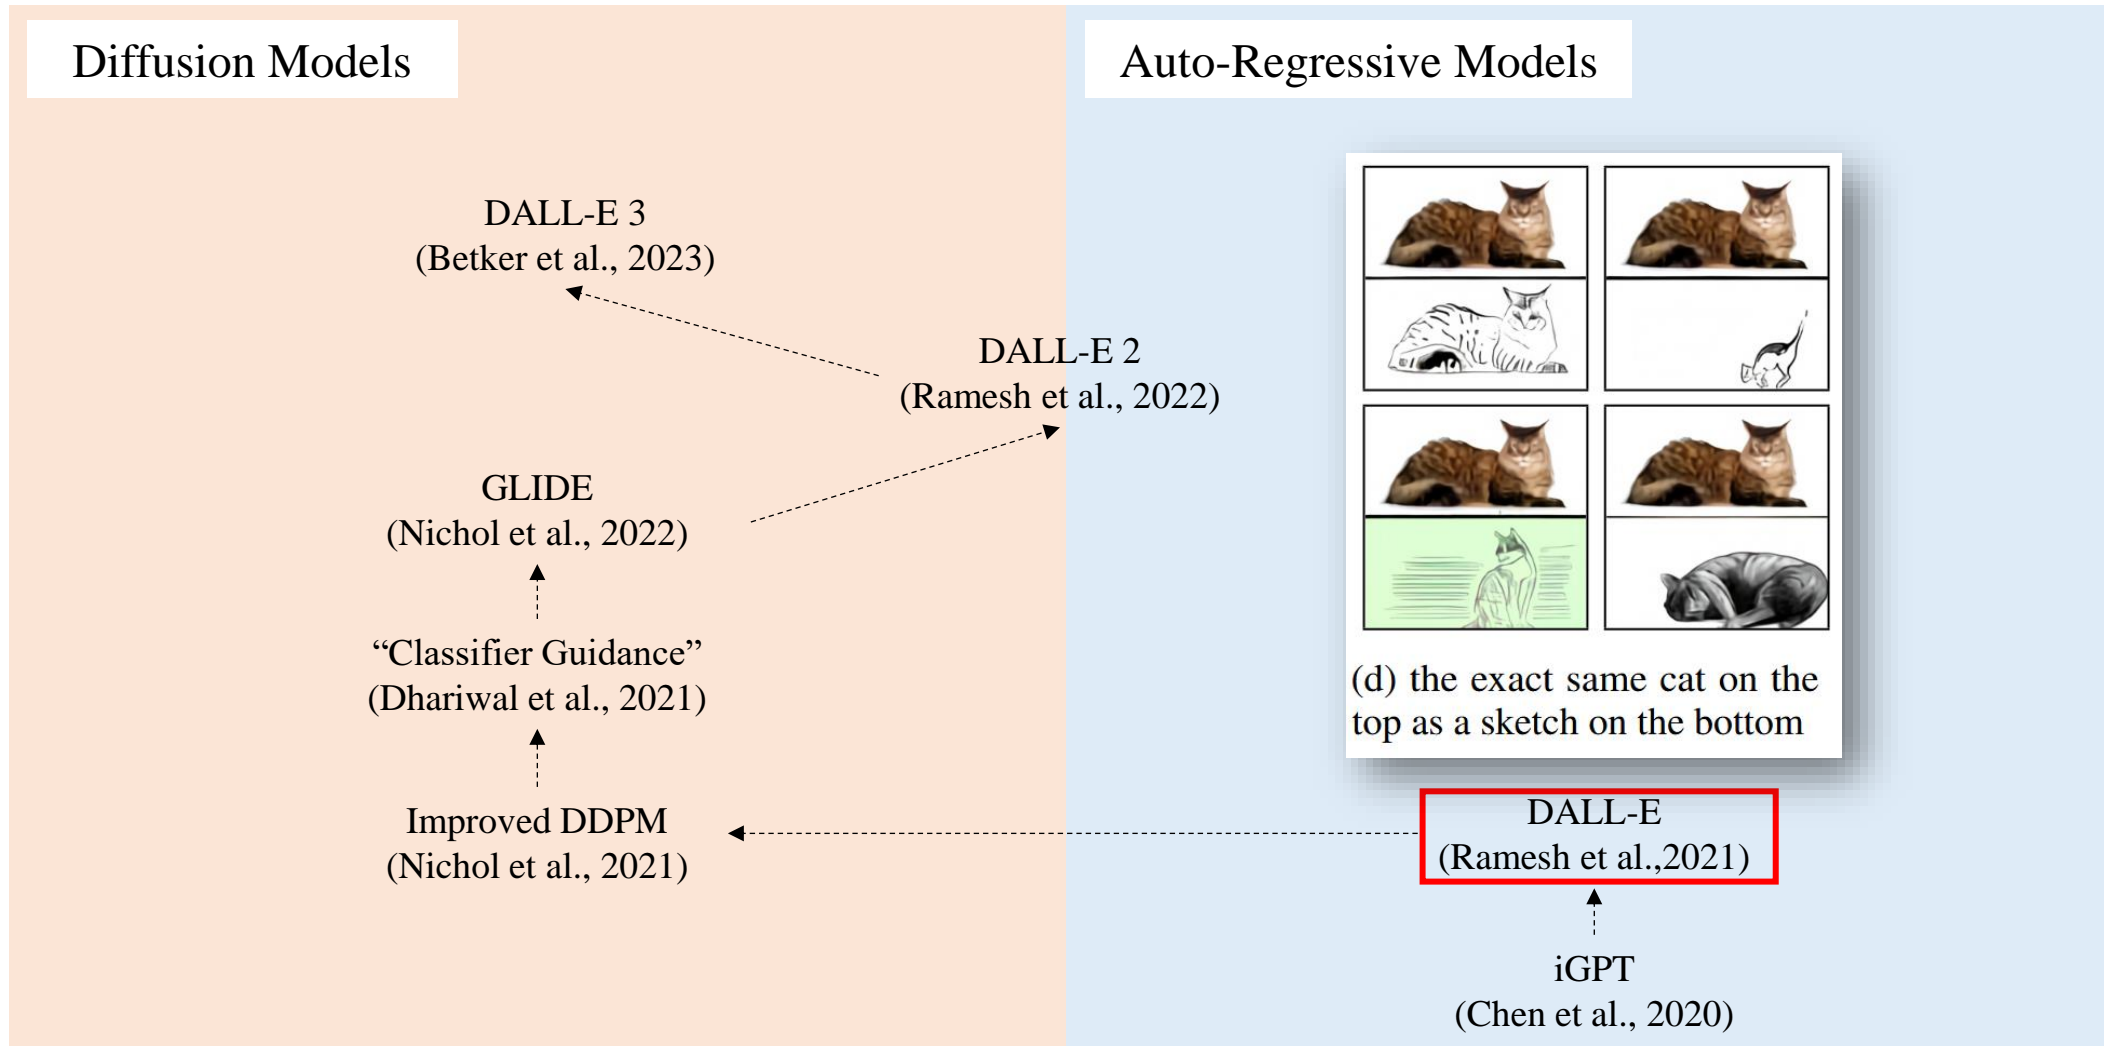 Diffusion Models
Auto-Regressive Models
DALL-E 3
(Betker et al., 2023)
DALL-E 2
(Ramesh et al., 2022)
GLIDE
(Nichol et al., 2022)
“Classifier Guidance”
(Dhariwal et al., 2021)
Improved DDPM
(Nichol et al., 2021)
(d) the exact same cat on the
top as a sketch on the bottom
DALL-E
(Ramesh et al.,2021)
iGPT
(Chen et al., 2020)